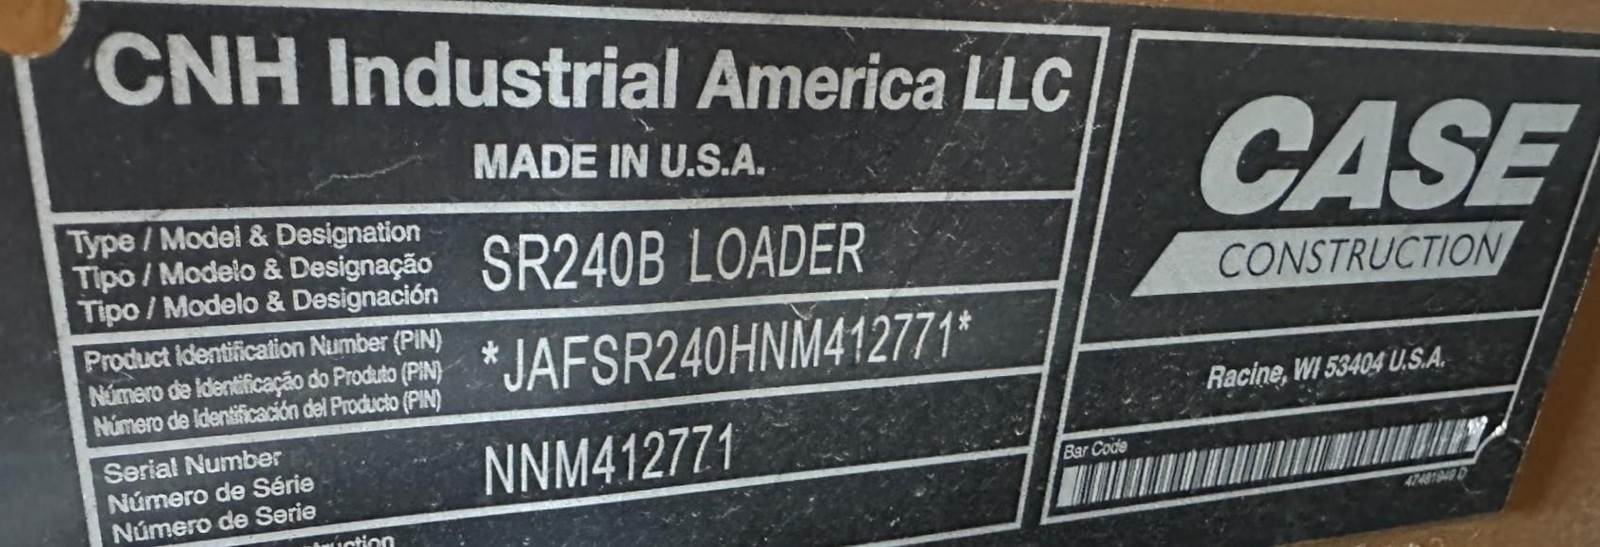 CNH Industrial America LLC
MADE IN U.S.A.
Type / Model & Designation
Tipo / Modelo & Designação
Tipo / Modelo & Designación
SR240B LOADER
Product Identification Number (PIN)
Número de Identificação do Produto (PIN)
Número de Identificación del Producto (PIN)
*JAFSR240HNM412771*
Serial Number
Número de Série
Número de Serie
NNM412771
CASE
CONSTRUCTION
Racine, WI 53404 U.S.A.
Bar Code